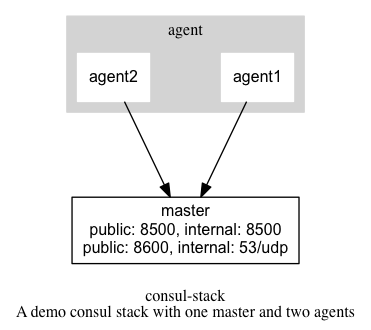 agent
agent2
agent1
master
public: 8500, internal: 8500
public: 8600, internal: 53/udp
consul-stack
A demo consul stack with one master and two agents